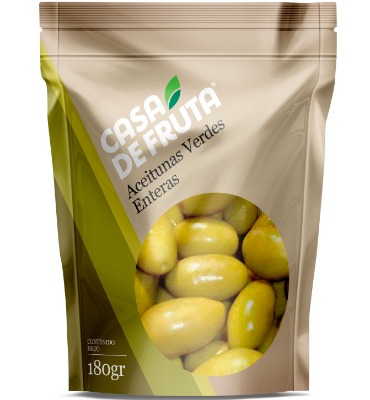 CASA
DE FRUTA®
Aceitunas Verdes
Enteras
CONTENIDO
NETO
180gr